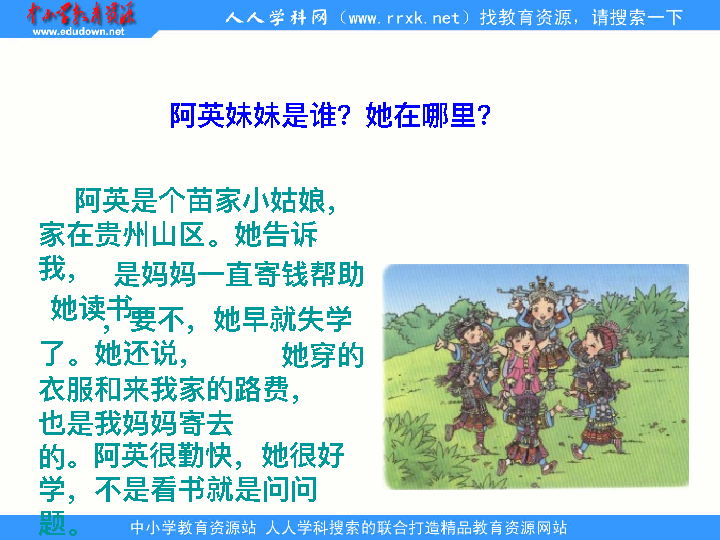 中小学教育资源
www.edudown.net
人人学科网（www.rrxk.net）找教育资源，请搜索一下
阿英妹妹是谁？她在哪里？
阿英是个苗家小姑娘，
家在贵州山区。她告诉
我， 是妈妈一直寄钱帮助
她读书
，要不，她早就失学
了。她还说， 她穿的
衣服和来我家的路费，
也是我妈妈寄去
的。阿英很勤快，她很好
学，不是看书就是问问
题。
中小学教育资源站 人人学科搜索的联合打造精品教育资源网站